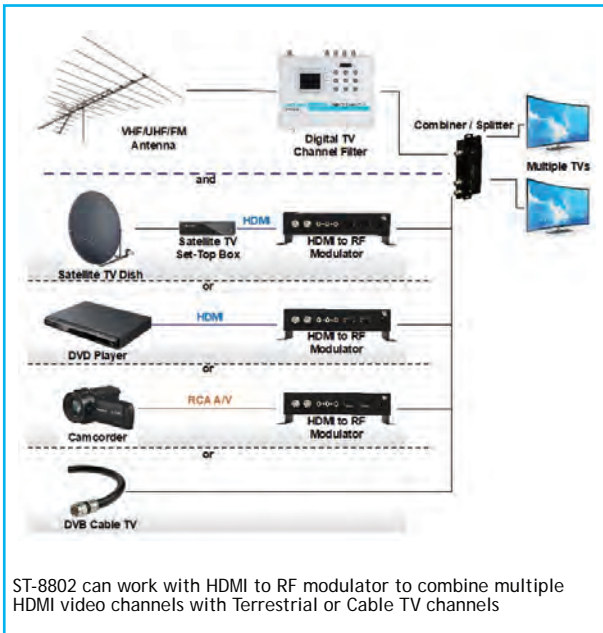 VHF/UHF/FM
Antenna
Digital TV
Channel Filter
Combiner / Splitter
Multiple TVs
and
HDMI
Satellite TV Dish
Satellite TV
Set-Top Box
HDMI to RF
Modulator
or
HDMI
DVD Player
HDMI to RF
Modulator
or
RCA A/V
Camcorder
HDMI to RF
Modulator
or
DVB Cable TV
ST-8802 can work with HDMI to RF modulator to combine multiple
HDMI video channels with Terrestrial or Cable TV channels